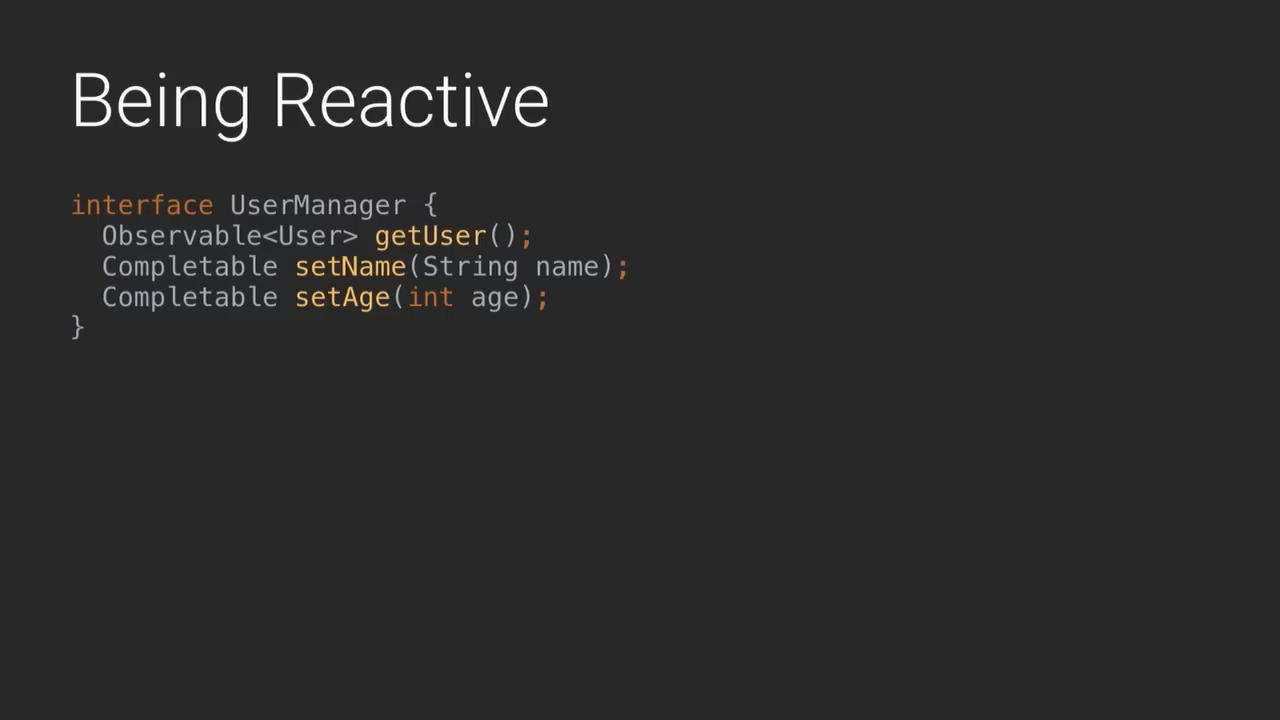 Being Reactive
interface UserManager {
  Observable<User> getUser();
  Completable setName(String name);
  Completable setAge(int age);
}